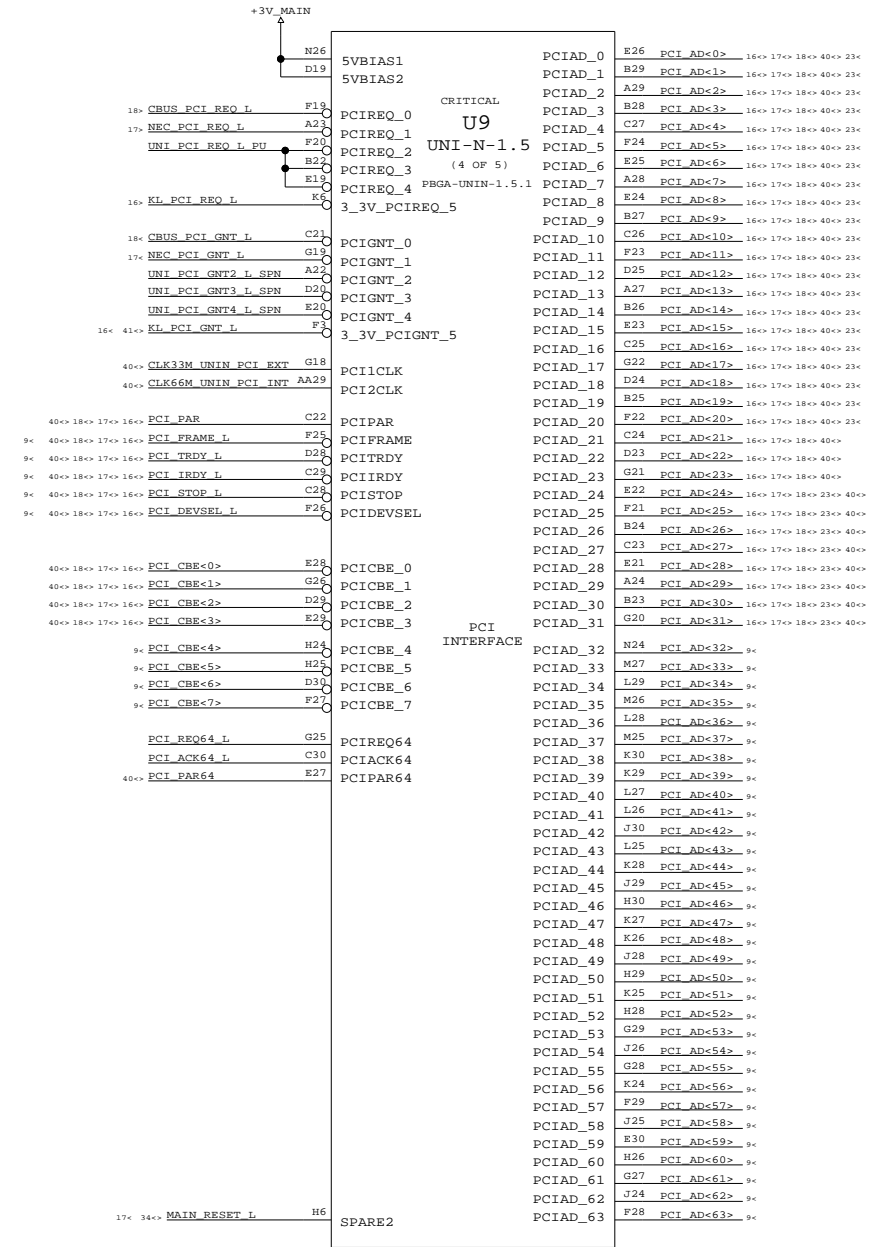 +3V_MAIN
N26 5VBIAS1
D19 5VBIAS2
18> CBUS_PCI_REQ_L F19 PCIREQ_0
17> NEC_PCI_REQ_L A23 PCIREQ_1
UNI_PCI_REQ_L_PU F20 PCIREQ_2
B22 PCIREQ_3
E19 PCIREQ_4
16> KL_PCI_REQ_L K6 3_3V_PCIREQ_5
18< CBUS_PCI_GNT_L C21 PCIGNT_0
17< NEC_PCI_GNT_L G19 PCIGNT_1
UNI_PCI_GNT2_L_SPN A22 PCIGNT_2
UNI_PCI_GNT3_L_SPN D20 PCIGNT_3
UNI_PCI_GNT4_L_SPN E20 PCIGNT_4
16< 41<> KL_PCI_GNT_L F3 3_3V_PCIGNT_5
40<> CLK33M_UNIN_PCI_EXT G18 PCI1CLK
40<> CLK66M_UNIN_PCI_INT AA29 PCI2CLK
40<> 18<> 17<> 16<> PCI_PAR C22 PCIPAR
9< 40<> 18<> 17<> 16<> PCI_FRAME_L F25 PCIFRAME
9< 40<> 18<> 17<> 16<> PCI_TRDY_L D28 PCITRDY
9< 40<> 18<> 17<> 16<> PCI_IRDY_L C29 PCIIRDY
9< 40<> 18<> 17<> 16<> PCI_STOP_L C28 PCISTOP
9< 40<> 18<> 17<> 16<> PCI_DEVSEL_L F26 PCIDEVSEL
40<> 18<> 17<> 16<> PCI_CBE<0> E28 PCICBE_0
40<> 18<> 17<> 16<> PCI_CBE<1> G26 PCICBE_1
40<> 18<> 17<> 16<> PCI_CBE<2> D29 PCICBE_2
40<> 18<> 17<> 16<> PCI_CBE<3> E29 PCICBE_3
9< PCI_CBE<4> H24 PCICBE_4
9< PCI_CBE<5> H25 PCICBE_5
9< PCI_CBE<6> D30 PCICBE_6
9< PCI_CBE<7> F27 PCICBE_7
PCI_REQ64_L G25 PCIREQ64
PCI_ACK64_L C30 PCIACK64
40<> PCI_PAR64 E27 PCIPAR64
17< 34<> MAIN_RESET_L H6 SPARE2
CRITICAL
U9
UNI-N-1.5
(4 OF 5)
PBGA-UNIN-1.5.1
PCI
INTERFACE
PCIAD_0 E26 PCI_AD<0> 16<> 17<> 18<> 40<> 23<
PCIAD_1 B29 PCI_AD<1> 16<> 17<> 18<> 40<> 23<
PCIAD_2 A29 PCI_AD<2> 16<> 17<> 18<> 40<> 23<
PCIAD_3 B28 PCI_AD<3> 16<> 17<> 18<> 40<> 23<
PCIAD_4 C27 PCI_AD<4> 16<> 17<> 18<> 40<> 23<
PCIAD_5 F24 PCI_AD<5> 16<> 17<> 18<> 40<> 23<
PCIAD_6 E25 PCI_AD<6> 16<> 17<> 18<> 40<> 23<
PCIAD_7 A28 PCI_AD<7> 16<> 17<> 18<> 40<> 23<
PCIAD_8 E24 PCI_AD<8> 16<> 17<> 18<> 40<> 23<
PCIAD_9 B27 PCI_AD<9> 16<> 17<> 18<> 40<> 23<
PCIAD_10 C26 PCI_AD<10> 16<> 17<> 18<> 40<> 23<
PCIAD_11 F23 PCI_AD<11> 16<> 17<> 18<> 40<> 23<
PCIAD_12 D25 PCI_AD<12> 16<> 17<> 18<> 40<> 23<
PCIAD_13 A27 PCI_AD<13> 16<> 17<> 18<> 40<> 23<
PCIAD_14 B26 PCI_AD<14> 16<> 17<> 18<> 40<> 23<
PCIAD_15 E23 PCI_AD<15> 16<> 17<> 18<> 40<> 23<
PCIAD_16 C25 PCI_AD<16> 16<> 17<> 18<> 40<> 23<
PCIAD_17 G22 PCI_AD<17> 16<> 17<> 18<> 40<> 23<
PCIAD_18 D24 PCI_AD<18> 16<> 17<> 18<> 40<> 23<
PCIAD_19 B25 PCI_AD<19> 16<> 17<> 18<> 40<> 23<
PCIAD_20 F22 PCI_AD<20> 16<> 17<> 18<> 40<> 23<
PCIAD_21 C24 PCI_AD<21> 16<> 17<> 18<> 40<>
PCIAD_22 D23 PCI_AD<22> 16<> 17<> 18<> 40<>
PCIAD_23 G21 PCI_AD<23> 16<> 17<> 18<> 40<>
PCIAD_24 E22 PCI_AD<24> 16<> 17<> 18<> 23<> 40<>
PCIAD_25 F21 PCI_AD<25> 16<> 17<> 18<> 23<> 40<>
PCIAD_26 B24 PCI_AD<26> 16<> 17<> 18<> 23<> 40<>
PCIAD_27 C23 PCI_AD<27> 16<> 17<> 18<> 23<> 40<>
PCIAD_28 E21 PCI_AD<28> 16<> 17<> 18<> 23<> 40<>
PCIAD_29 A24 PCI_AD<29> 16<> 17<> 18<> 23<> 40<>
PCIAD_30 B23 PCI_AD<30> 16<> 17<> 18<> 23<> 40<>
PCIAD_31 G20 PCI_AD<31> 16<> 17<> 18<> 23<> 40<>
PCIAD_32 N24 PCI_AD<32> 9<
PCIAD_33 M27 PCI_AD<33> 9<
PCIAD_34 L29 PCI_AD<34> 9<
PCIAD_35 M26 PCI_AD<35> 9<
PCIAD_36 L28 PCI_AD<36> 9<
PCIAD_37 M25 PCI_AD<37> 9<
PCIAD_38 K30 PCI_AD<38> 9<
PCIAD_39 K29 PCI_AD<39> 9<
PCIAD_40 L27 PCI_AD<40> 9<
PCIAD_41 L26 PCI_AD<41> 9<
PCIAD_42 J30 PCI_AD<42> 9<
PCIAD_43 L25 PCI_AD<43> 9<
PCIAD_44 K28 PCI_AD<44> 9<
PCIAD_45 J29 PCI_AD<45> 9<
PCIAD_46 H30 PCI_AD<46> 9<
PCIAD_47 K27 PCI_AD<47> 9<
PCIAD_48 K26 PCI_AD<48> 9<
PCIAD_49 J28 PCI_AD<49> 9<
PCIAD_50 H29 PCI_AD<50> 9<
PCIAD_51 K25 PCI_AD<51> 9<
PCIAD_52 H28 PCI_AD<52> 9<
PCIAD_53 G29 PCI_AD<53> 9<
PCIAD_54 J26 PCI_AD<54> 9<
PCIAD_55 G28 PCI_AD<55> 9<
PCIAD_56 K24 PCI_AD<56> 9<
PCIAD_57 F29 PCI_AD<57> 9<
PCIAD_58 J25 PCI_AD<58> 9<
PCIAD_59 E30 PCI_AD<59> 9<
PCIAD_60 H26 PCI_AD<60> 9<
PCIAD_61 G27 PCI_AD<61> 9<
PCIAD_62 J24 PCI_AD<62> 9<
PCIAD_63 F28 PCI_AD<63> 9<